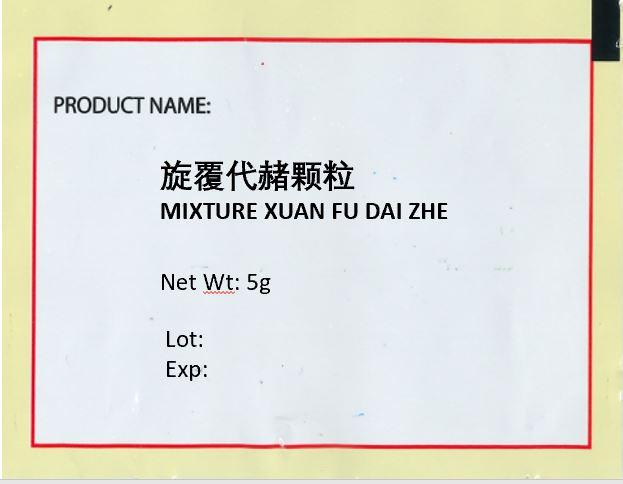 PRODUCT NAME:
旋覆代赭颗粒
MIXTURE XUAN FU DAI ZHE
Net Wt: 5g
Lot:
Exp: